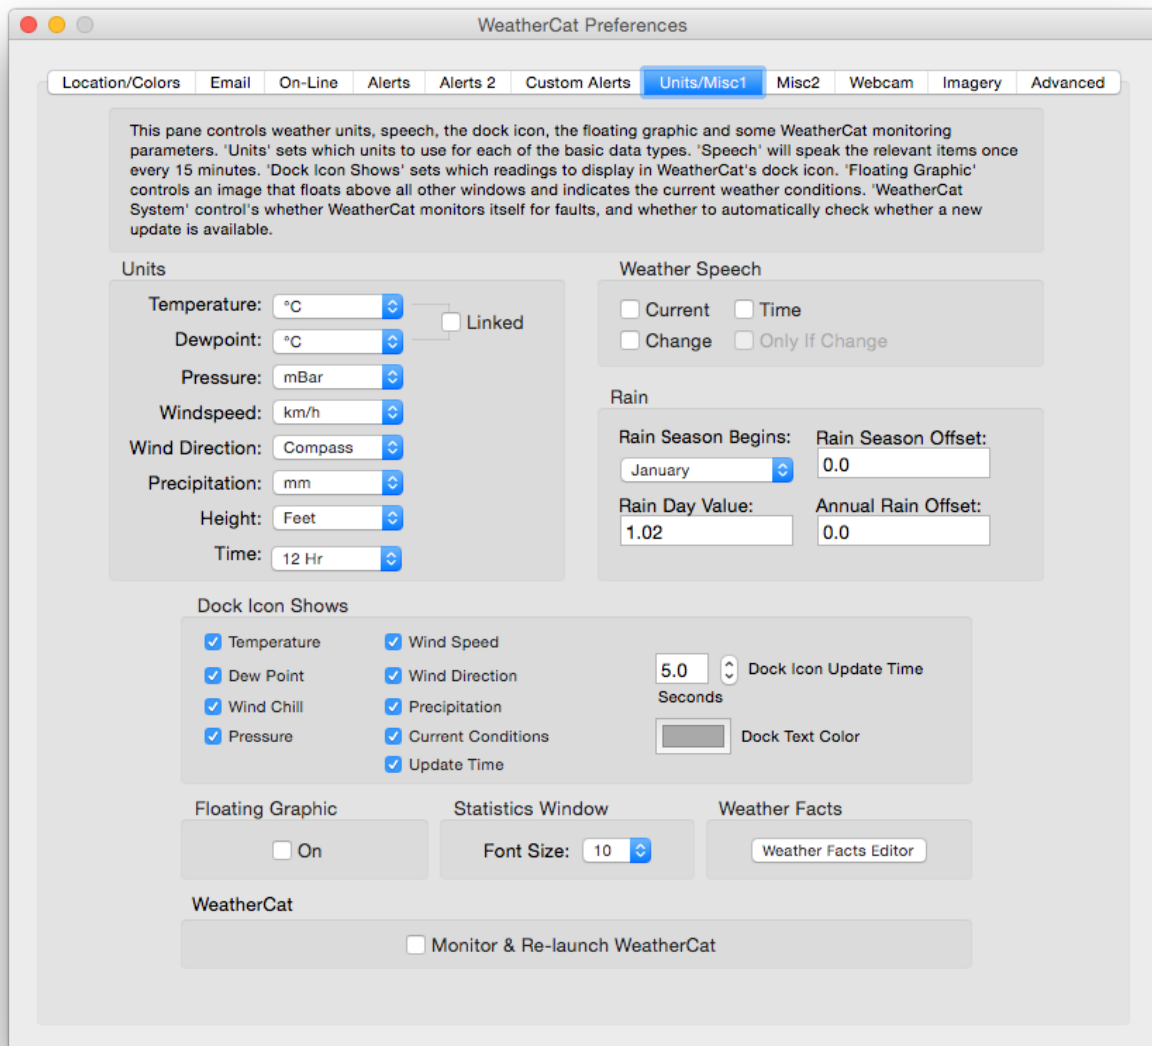 WeatherCat Preferences
Location/Colors Email On-Line Alerts Alerts 2 Custom Alerts Units/Misc1 Misc2 Webcam Imagery Advanced
This pane controls weather units, speech, the dock icon, the floating graphic and some WeatherCat monitoring
parameters. 'Units' sets which units to use for each of the basic data types. 'Speech' will speak the relevant items once
every 15 minutes. 'Dock Icon Shows' sets which readings to display in WeatherCat's dock icon. 'Floating Graphic'
controls an image that floats above all other windows and indicates the current weather conditions. 'WeatherCat
System' control's whether WeatherCat monitors itself for faults, and whether to automatically check whether a new
update is available.
Units
Temperature: °C
Dewpoint: °C
Linked
Pressure: mBar
Windspeed: km/h
Wind Direction: Compass
Precipitation: mm
Height: Feet
Time: 12 Hr
Weather Speech
Current Time
Change Only If Change
Rain
Rain Season Begins: Rain Season Offset:
January 0.0
Rain Day Value: Annual Rain Offset:
1.02 0.0
Dock Icon Shows
Temperature Wind Speed
Dew Point Wind Direction
Wind Chill Precipitation
Pressure Current Conditions
Update Time
5.0 Dock Icon Update Time
Seconds
Dock Text Color
Floating Graphic
On
Statistics Window
Font Size: 10
Weather Facts
Weather Facts Editor
WeatherCat
Monitor & Re-launch WeatherCat